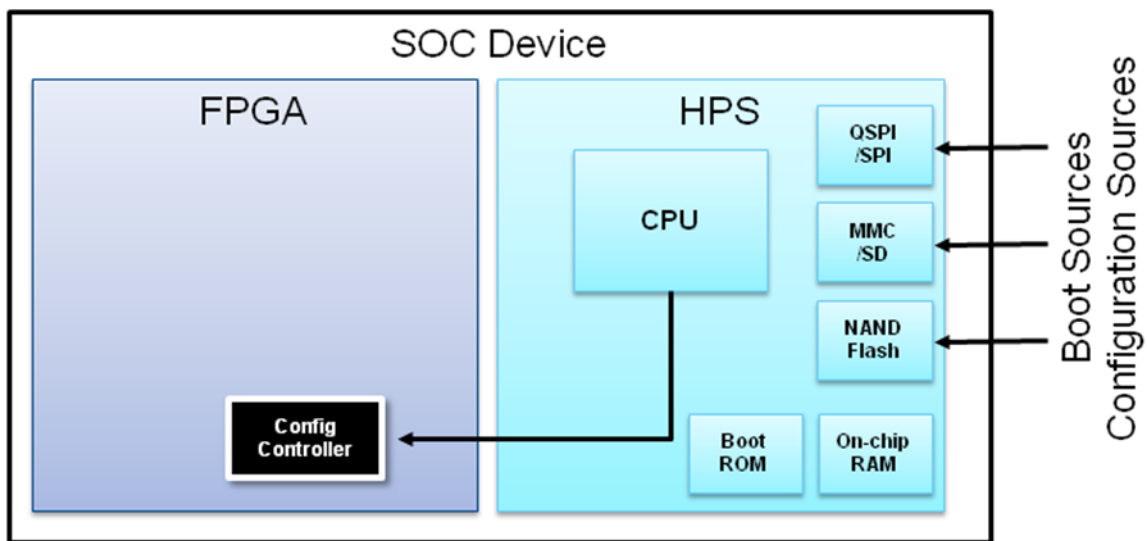 SOC Device
FPGA
HPS
QSPI
/SPI
CPU
MMC
/SD
NAND
Flash
Config
Controller
Boot
ROM
On-chip
RAM
Boot Sources
Configuration Sources